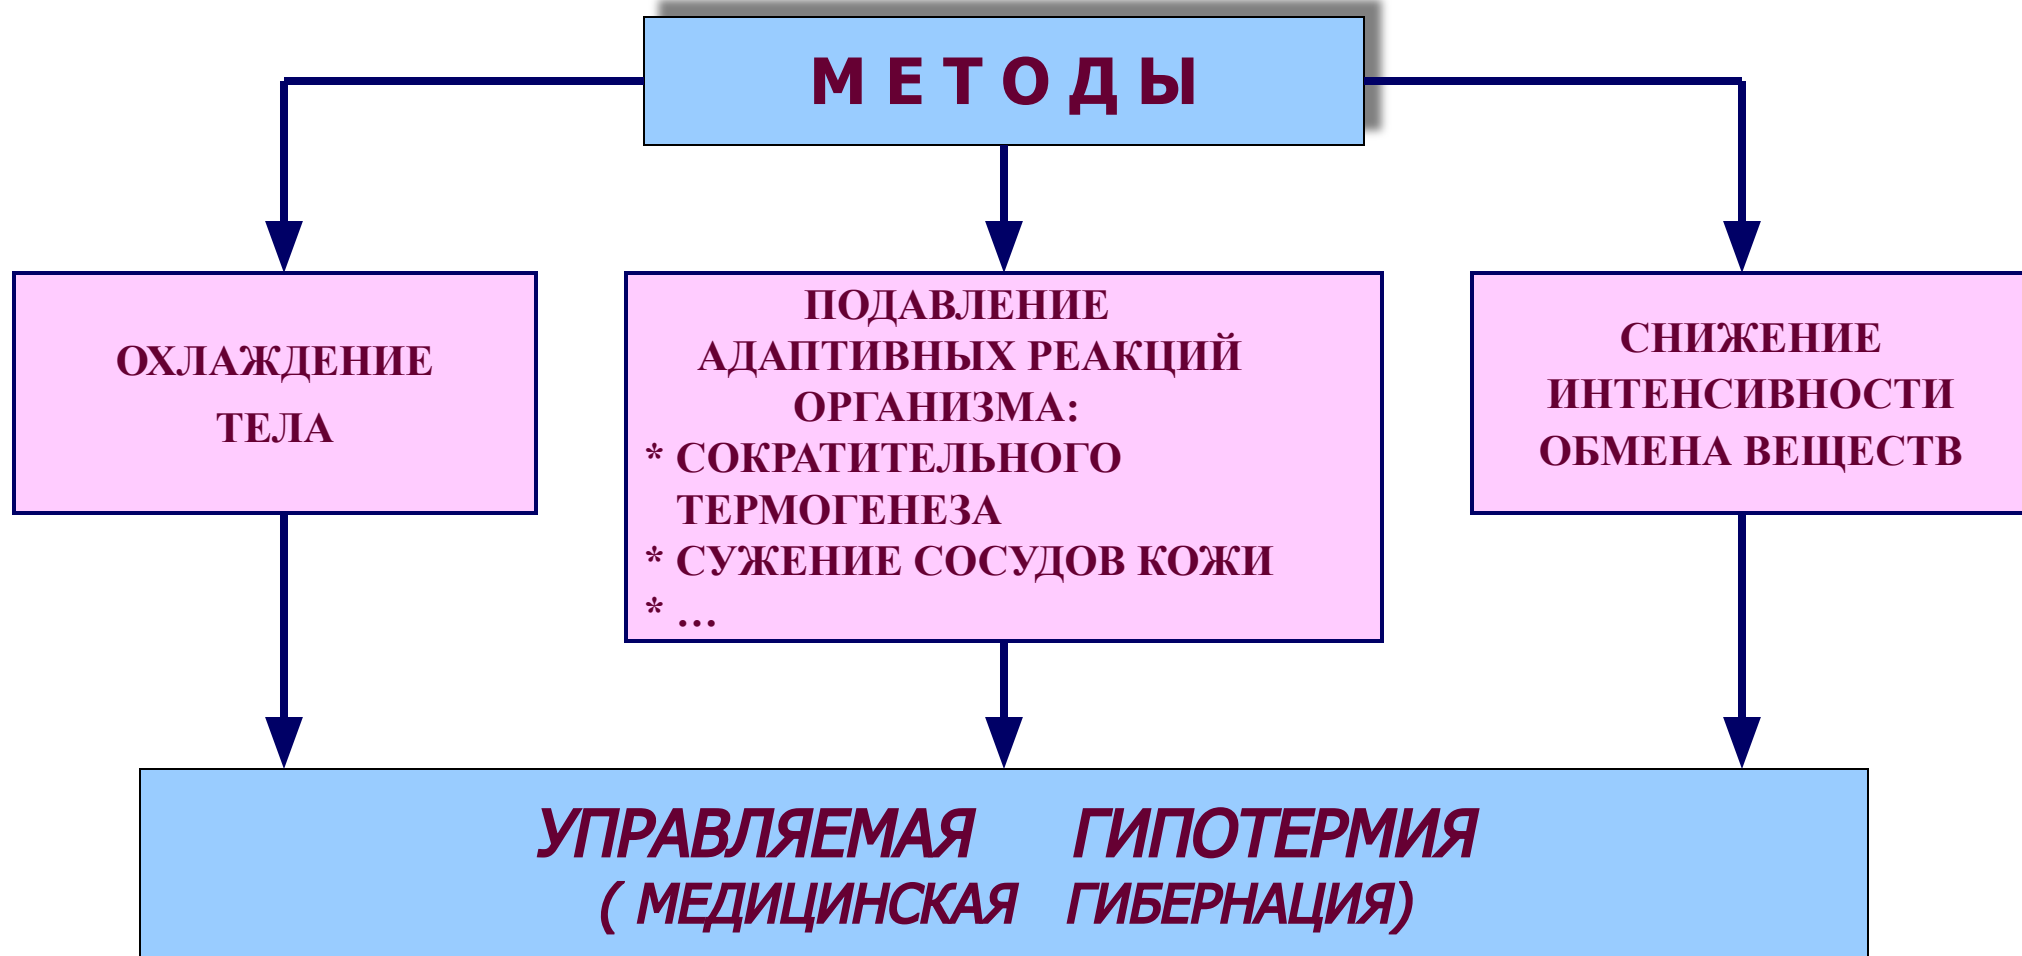 М Е Т О Д Ы
ОХЛАЖДЕНИЕ
ТЕЛА
ПОДАВЛЕНИЕ
АДАПТИВНЫХ РЕАКЦИЙ
ОРГАНИЗМА:
* СОКРАТИТЕЛЬНОГО
ТЕРМОГЕНЕЗА
* СУЖЕНИЕ СОСУДОВ КОЖИ
* …
СНИЖЕНИЕ
ИНТЕНСИВНОСТИ
ОБМЕНА ВЕЩЕСТВ
УПРАВЛЯЕМАЯ ГИПОТЕРМИЯ
( МЕДИЦИНСКАЯ ГИБЕРНАЦИЯ)